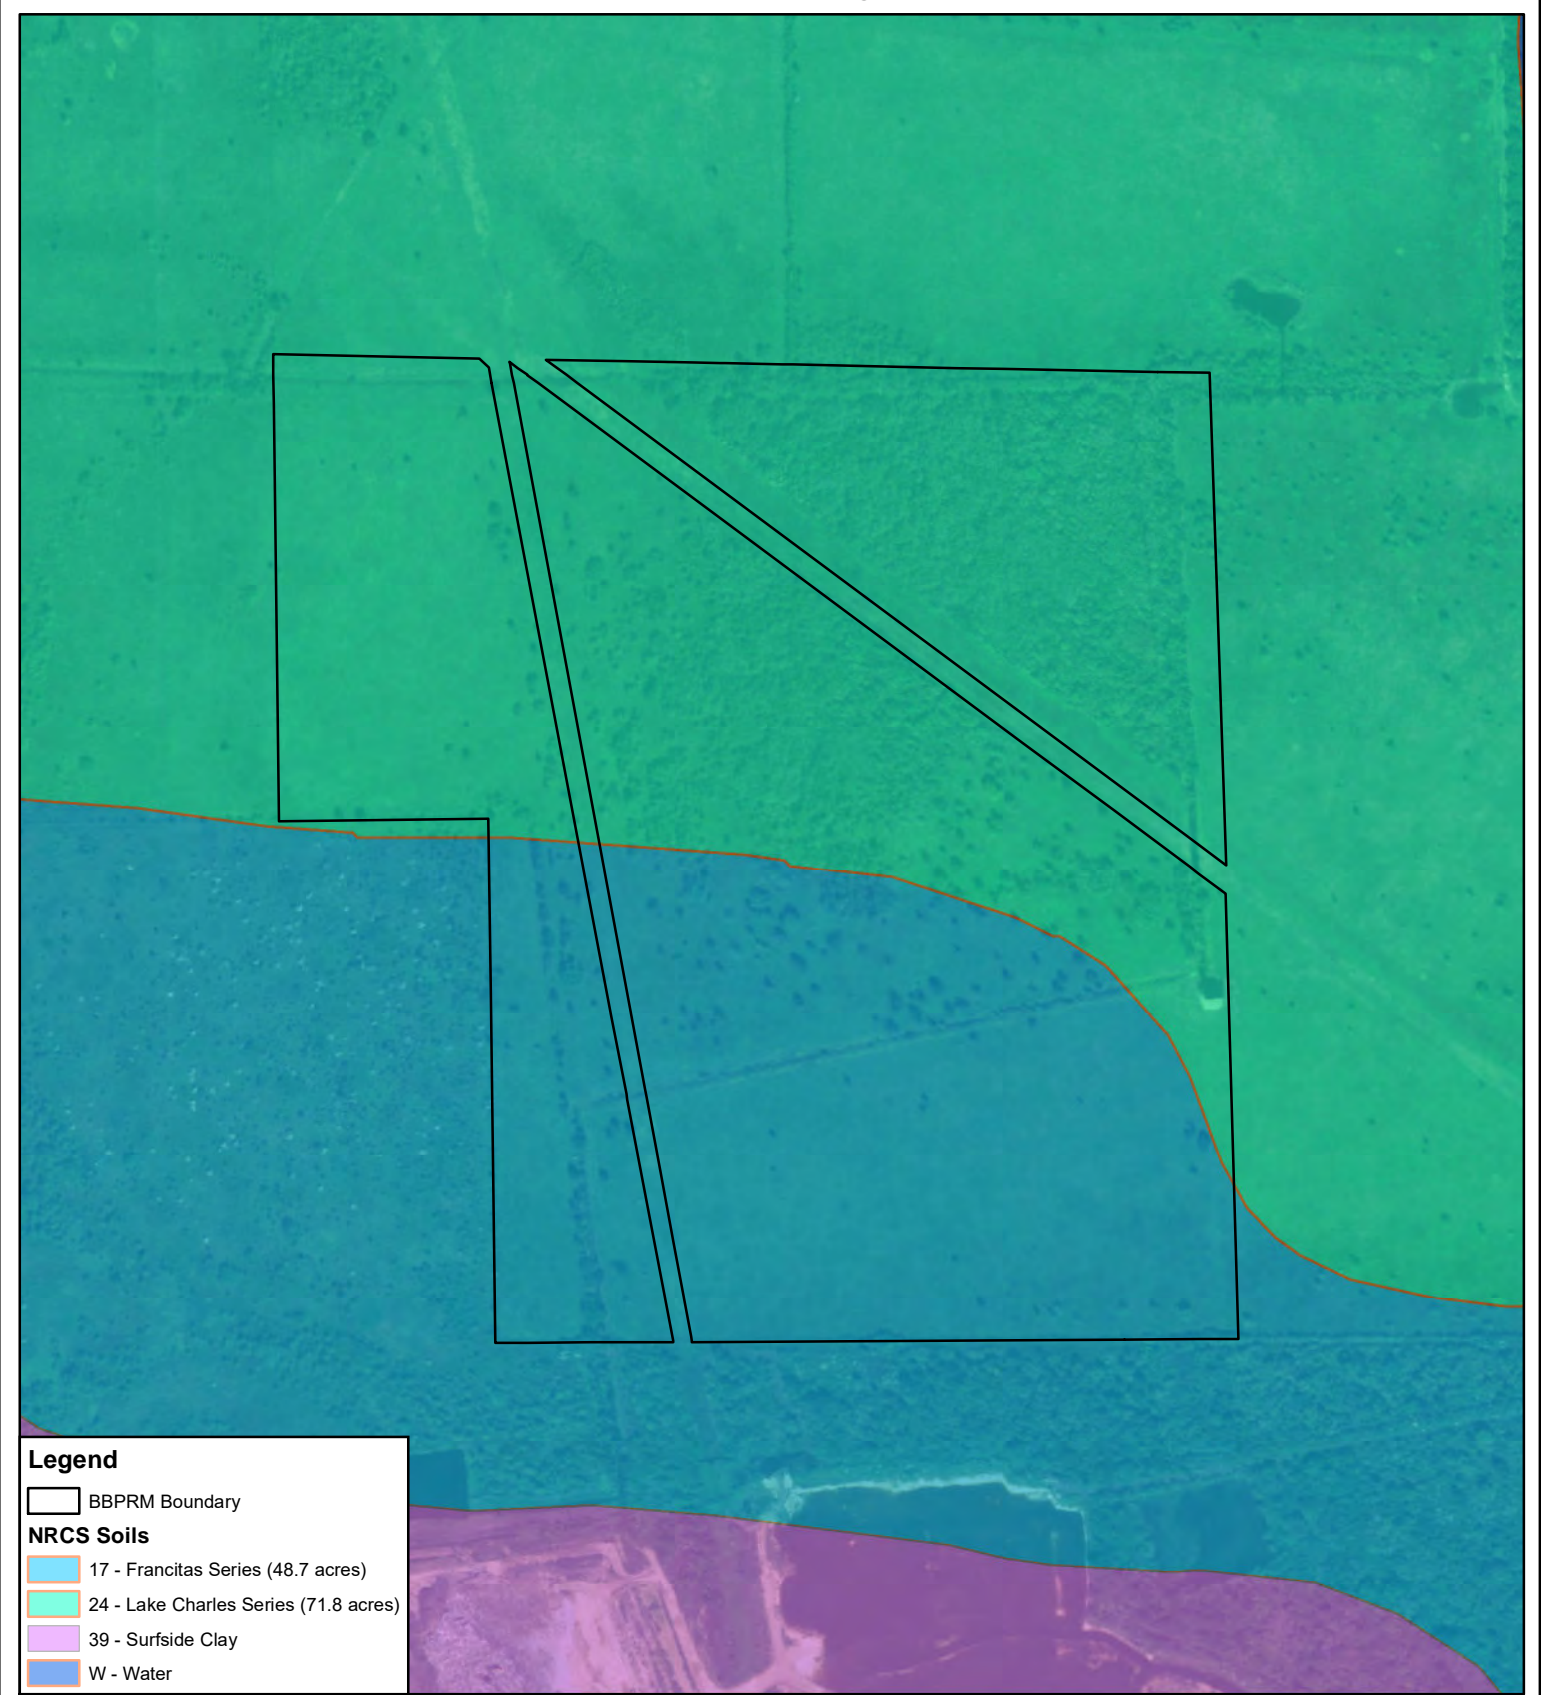 Legend
BBPRM Boundary
NRCS Soils
17 - Francitas Series (48.7 acres)
24 - Lake Charles Series (71.8 acres)
39 - Surfside Clay
W - Water